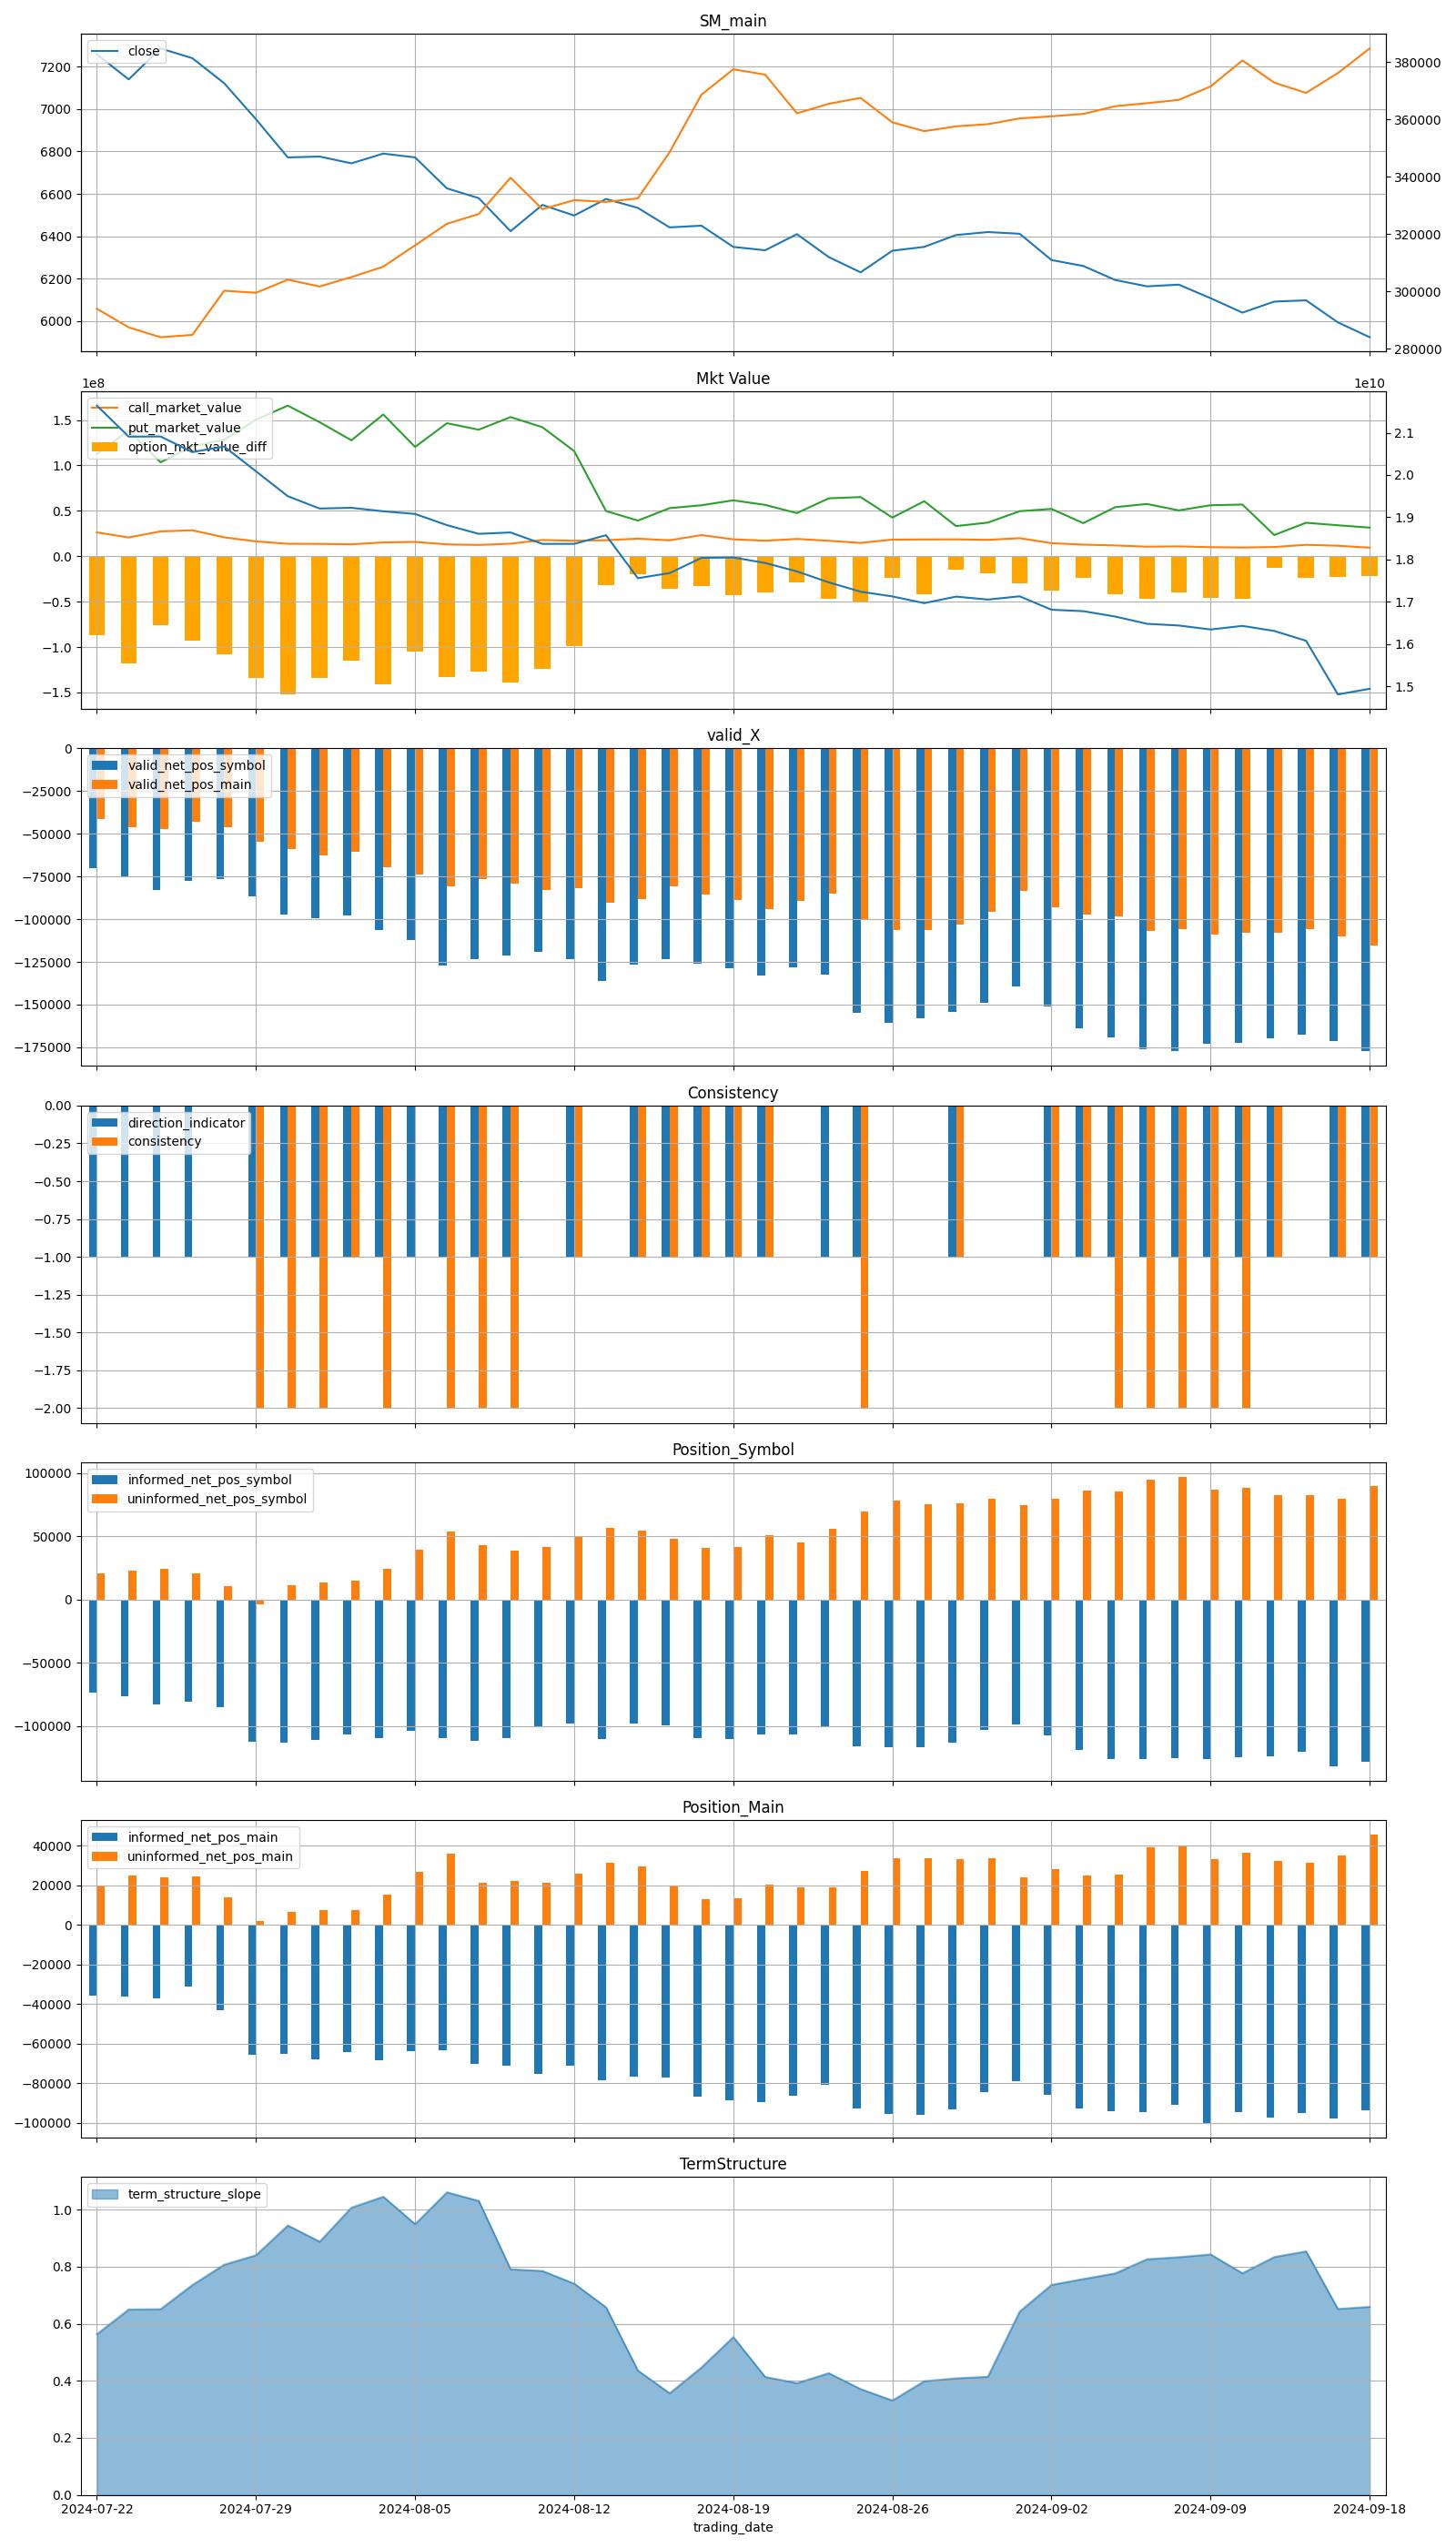 SM_main
close
7200
7000
6800
6600
6400
6200
6000
380000
360000
340000
320000
300000
280000
Mkt Value
1e8
1e10
call_market_value
put_market_value
option_mkt_value_diff
1.5
1.0
0.5
0.0
−0.5
−1.0
−1.5
2.1
2.0
1.9
1.8
1.7
1.6
1.5
valid_X
valid_net_pos_symbol
valid_net_pos_main
0
−25000
−50000
−75000
−100000
−125000
−150000
−175000
Consistency
direction_indicator
consistency
0.00
−0.25
−0.50
−0.75
−1.00
−1.25
−1.50
−1.75
−2.00
Position_Symbol
informed_net_pos_symbol
uninformed_net_pos_symbol
100000
50000
0
−50000
−100000
Position_Main
informed_net_pos_main
uninformed_net_pos_main
40000
20000
0
−20000
−40000
−60000
−80000
−100000
TermStructure
term_structure_slope
1.0
0.8
0.6
0.4
0.2
0.0
2024-07-22 2024-07-29 2024-08-05 2024-08-12 2024-08-19 2024-08-26 2024-09-02 2024-09-09 2024-09-18
trading_date